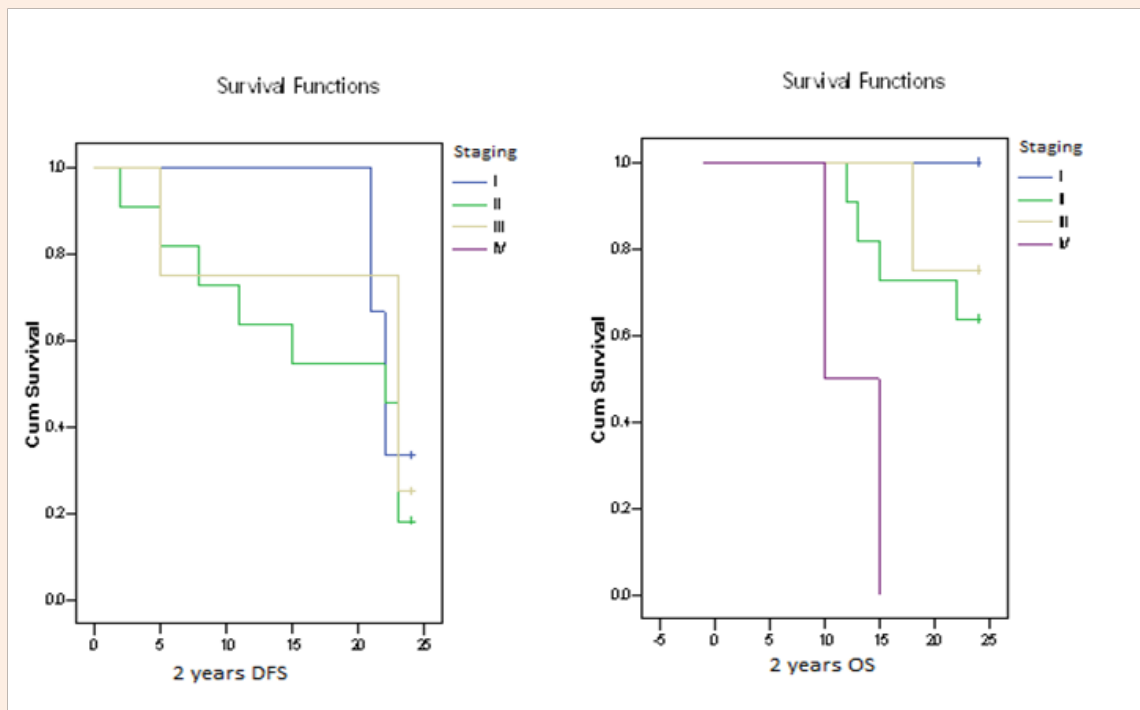 Survival Functions
Staging
I
II
III
IV
Cum Survival
1.0
0.8
0.6
0.4
0.2
0.0
0 5 10 15 20 25
2 years DFS
Survival Functions
Staging
I
II
III
IV
Cum Survival
1.0
0.8
0.6
0.4
0.2
0.0
-5 0 5 10 15 20 25
2 years OS